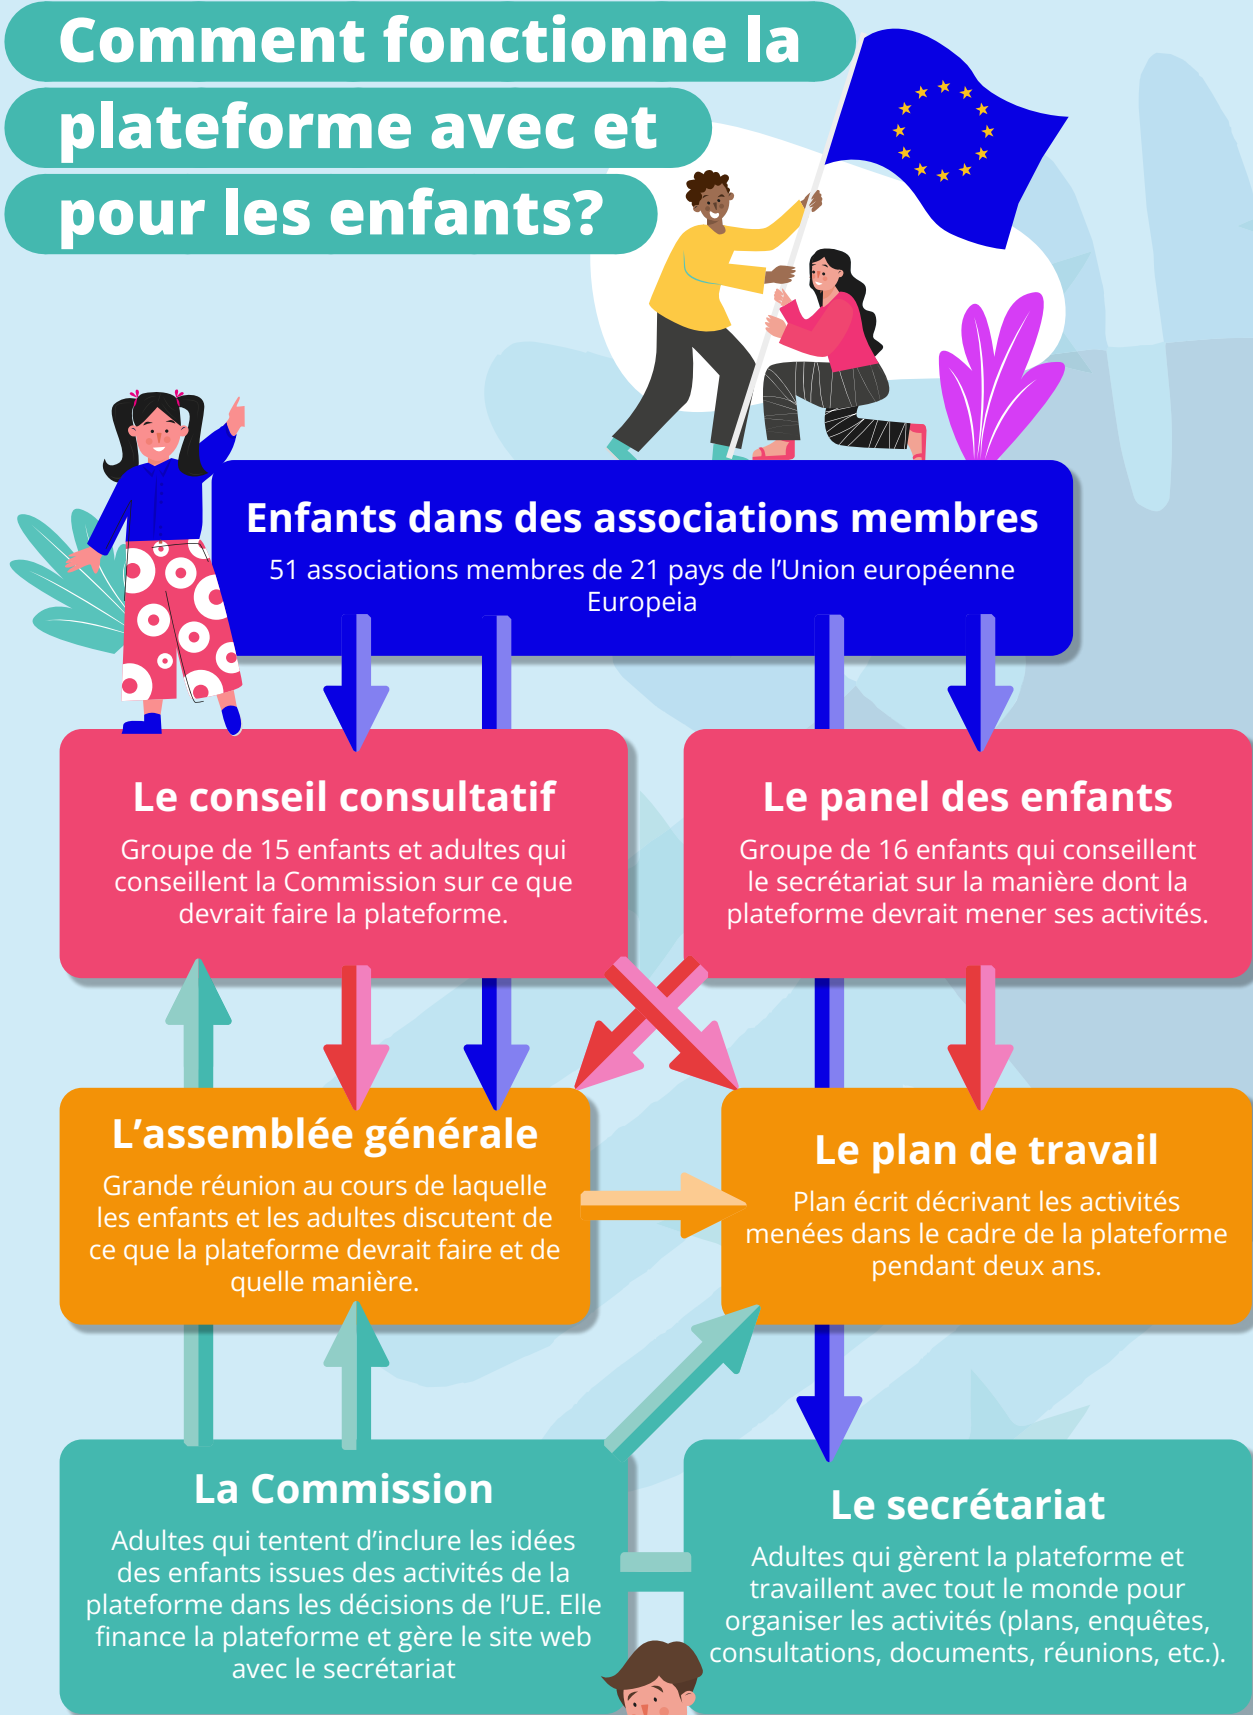 Comment fonctionne la
plateforme avec et
pour les enfants?
Enfants dans des associations membres
51 associations membres de 21 pays de l’Union européenne
Europeia
Le conseil consultatif
Groupe de 15 enfants et adultes qui
conseillent la Commission sur ce que
devrait faire la plateforme.
Le panel des enfants
Groupe de 16 enfants qui conseillent
le secrétariat sur la manière dont la
plateforme devrait mener ses activités.
L’assemblée générale
Grande réunion au cours de laquelle
les enfants et les adultes discutent de
ce que la plateforme devrait faire et de
quelle manière.
Le plan de travail
Plan écrit décrivant les activités
menées dans le cadre de la plateforme
pendant deux ans.
La Commission
Adultes qui tentent d’inclure les idées
des enfants issues des activités de la
plateforme dans les décisions de l’UE. Elle
finance la plateforme et gère le site web
avec le secrétariat
Le secrétariat
Adultes qui gèrent la plateforme et
travaillent avec tout le monde pour
organiser les activités (plans, enquêtes,
consultations, documents, réunions, etc.).